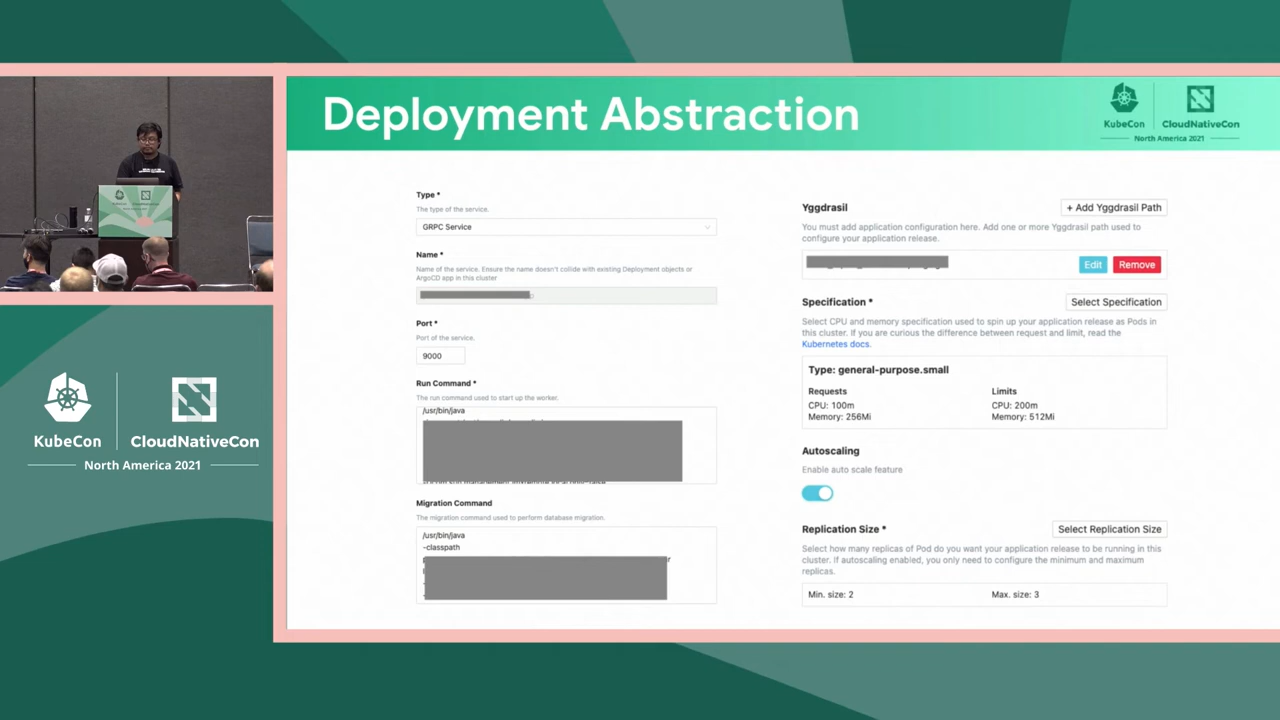 Deployment Abstraction
KubeCon
CloudNativeCon
North America 2021
Type *
The type of the service.
GRPC Service
Name *
Name of the service. Ensure the name doesn't collide with existing Deployment objects or
ArgoCD app in this cluster
Port *
Port of the service.
9000
Run Command *
The run command used to start up the worker.
/usr/bin/java
Migration Command
The migration command used to perform database migration.
/usr/bin/java
-classpath
Yggdrasil
+ Add Yggdrasil Path
You must add application configuration here. Add one or more Yggdrasil path used to
configure your application release.
Edit
Remove
Specification *
Select Specification
Select CPU and memory specification used to spin up your application release as Pods in
this cluster. If you are curious the difference between request and limit, read the
Kubernetes docs.
Type: general-purpose.small
Requests
Limits
CPU: 100m
CPU: 200m
Memory: 256Mi
Memory: 512Mi
Autoscaling
Enable auto scale feature
Replication Size *
Select Replication Size
Select how many replicas of Pod do you want your application release to be running in this
cluster. If autoscaling enabled, you only need to configure the minimum and maximum
replicas.
Min. size: 2
Max. size: 3
KubeCon
CloudNativeCon
North America 2021